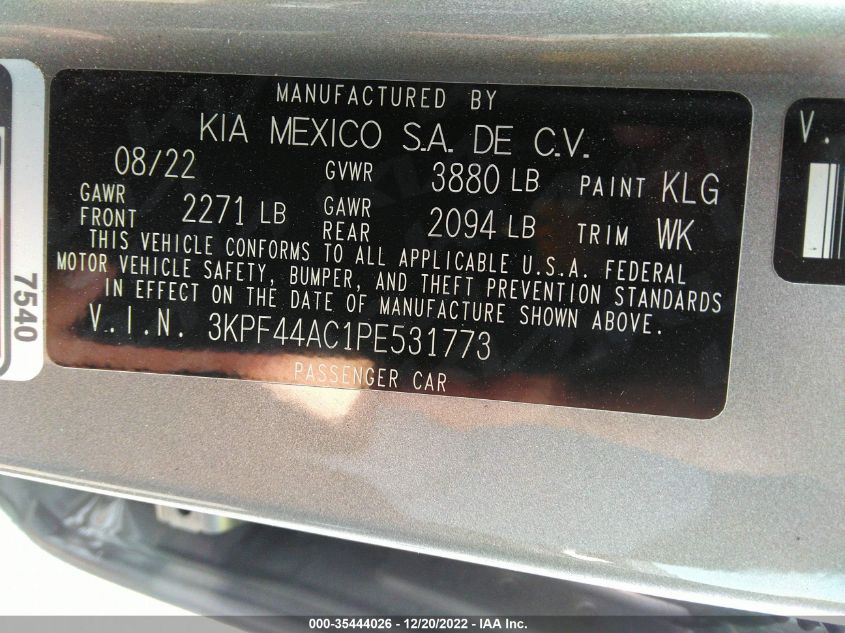 MANUFACTURED BY
KIA MEXICO S.A. DE C.V.
08/22 GVWR 3880 LB PAINT KLG
GAWR FRONT 2271 LB GAWR REAR 2094 LB TRIM WK
THIS VEHICLE CONFORMS TO ALL APPLICABLE U.S.A. FEDERAL
MOTOR VEHICLE SAFETY, BUMPER, AND THEFT PREVENTION STANDARDS
IN EFFECT ON THE DATE OF MANUFACTURE SHOWN ABOVE.
V.I.N. 3KPF44AC1PE531773
PASSENGER CAR
7540
V.
000-35444026 - 12/20/2022 - IAA Inc.